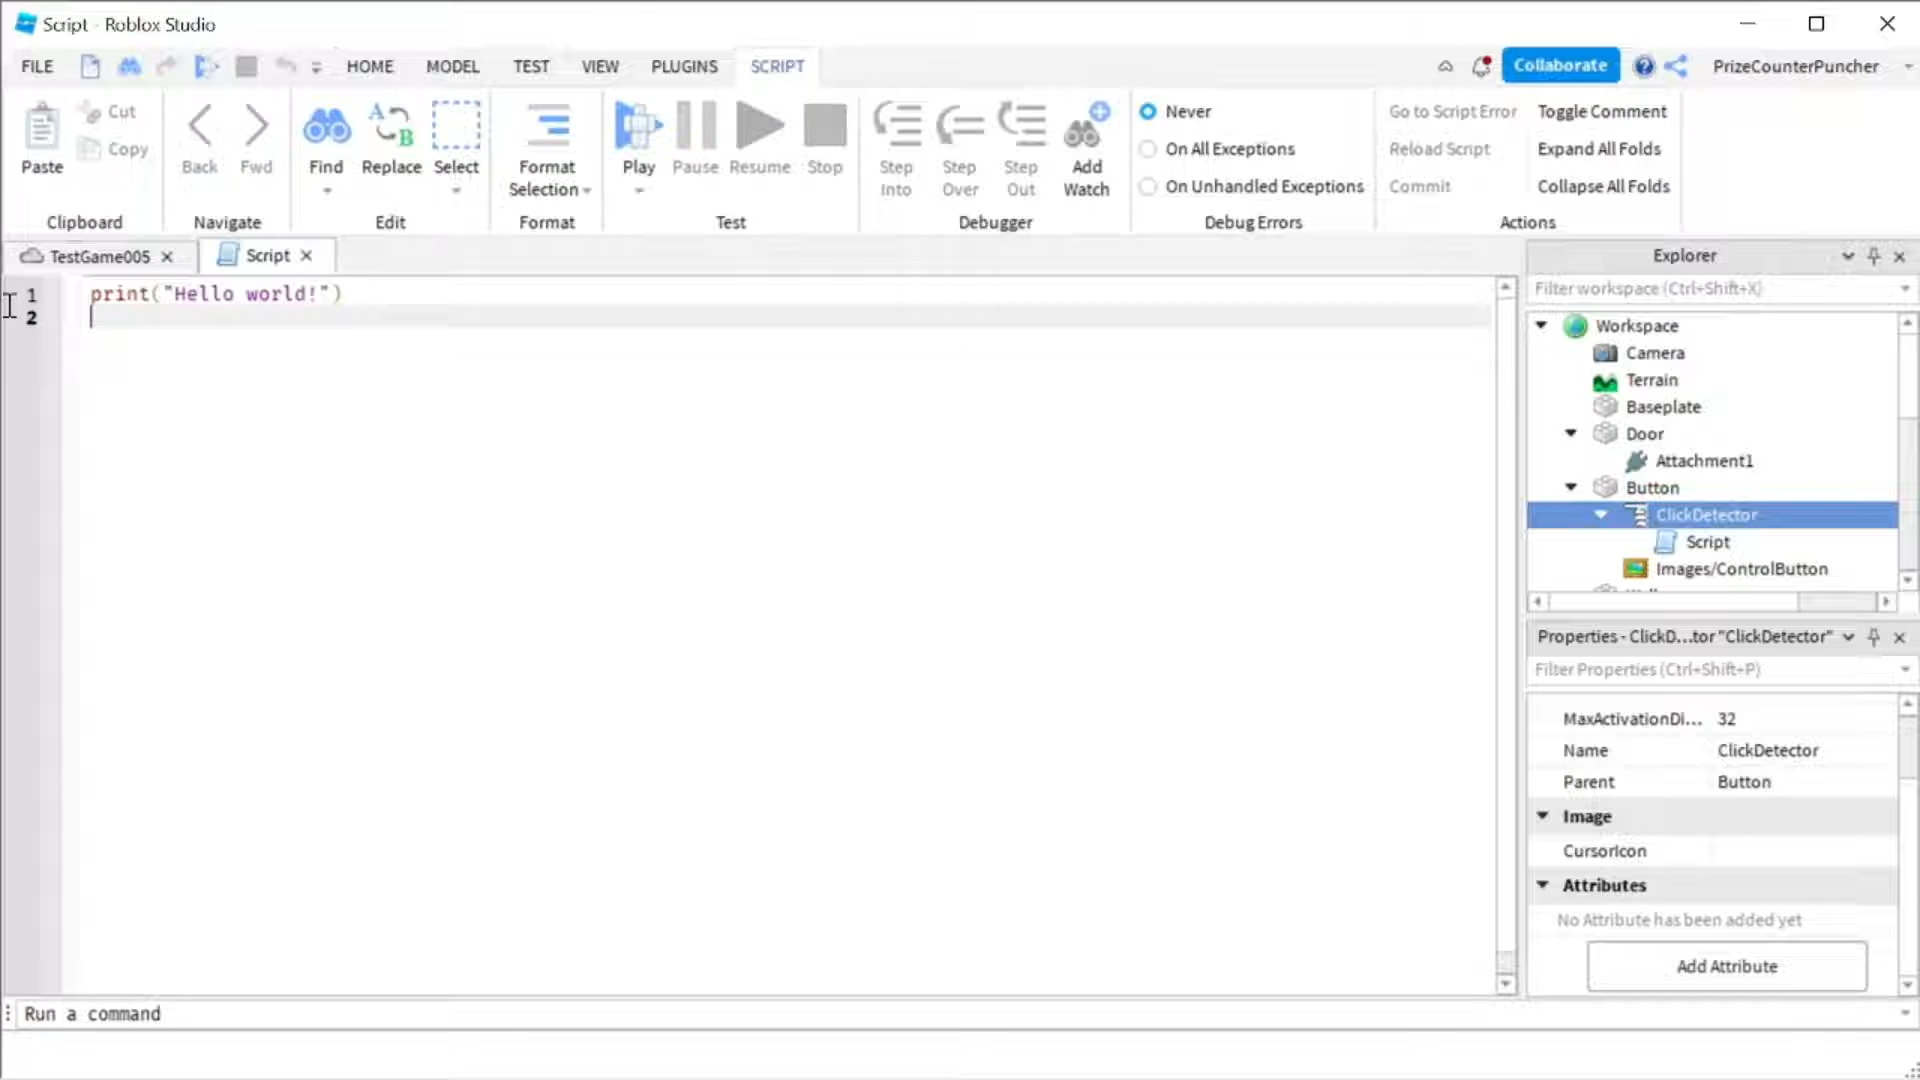 Script - Roblox Studio
FILE HOME MODEL TEST VIEW PLUGINS SCRIPT Collaborate PrizeCounterPuncher
Paste
Cut
Copy
Clipboard
Back Fwd
Navigate
Find Replace Select
Edit
Format
Selection
Format
Play Pause Resume Stop
Test
Step
Into
Step
Over
Step
Out
Add
Watch
Debugger
Never
On All Exceptions
On Unhandled Exceptions
Debug Errors
Go to Script Error Toggle Comment
Reload Script Expand All Folds
Commit Collapse All Folds
Actions
TestGame005 Script
1 print("Hello world!")
2
Explorer
Filter workspace (Ctrl+Shift+X)
Workspace
Camera
Terrain
Baseplate
Door
Attachment1
Button
ClickDetector
Script
Images/ControlButton
Properties - ClickD...tor "ClickDetector"
Filter Properties (Ctrl+Shift+P)
MaxActivationDi... 32
Name ClickDetector
Parent Button
Image
CursorIcon
Attributes
No Attribute has been added yet
Add Attribute
Run a command